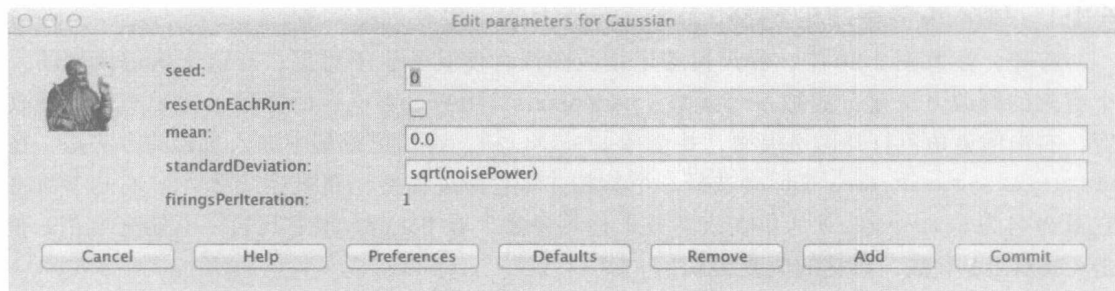 Edit parameters for Gaussian
seed: 0
resetOnEachRun:
mean: 0.0
standardDeviation: sqrt(noisePower)
firingsPerIteration: 1
Cancel Help Preferences Defaults Remove Add Commit